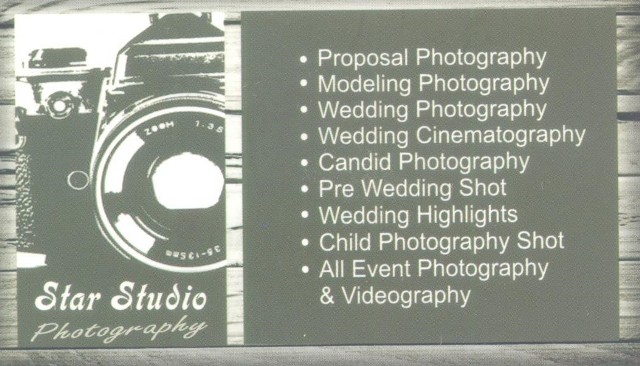 ZOOM 1:3.5
35-135mm
Star Studio
Photography
• Proposal Photography
• Modeling Photography
• Wedding Photography
• Wedding Cinematography
• Candid Photography
• Pre Wedding Shot
• Wedding Highlights
• Child Photography Shot
• All Event Photography
& Videography